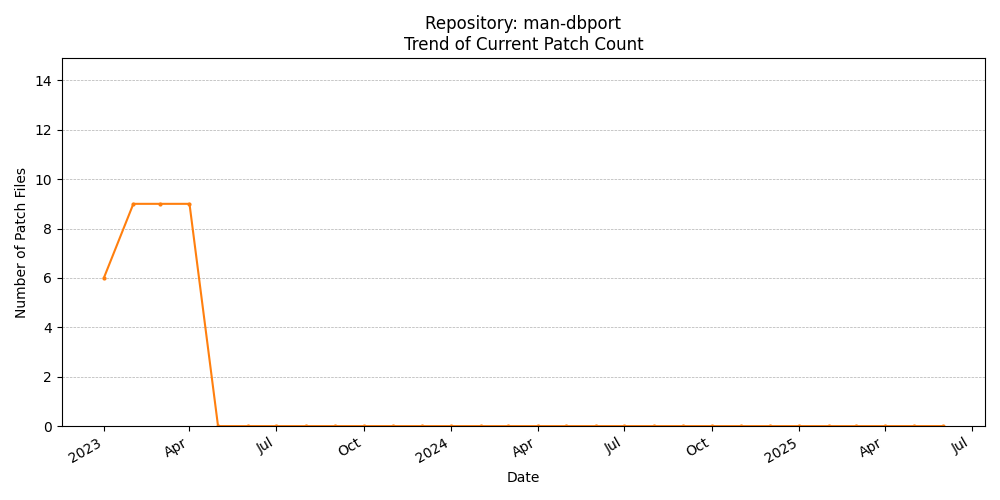 Repository: man-dbport
Trend of Current Patch Count
14
12
10
8
6
4
2
0
Number of Patch Files
2023
Apr
Jul
Oct
2024
Apr
Jul
Oct
2025
Apr
Jul
Date